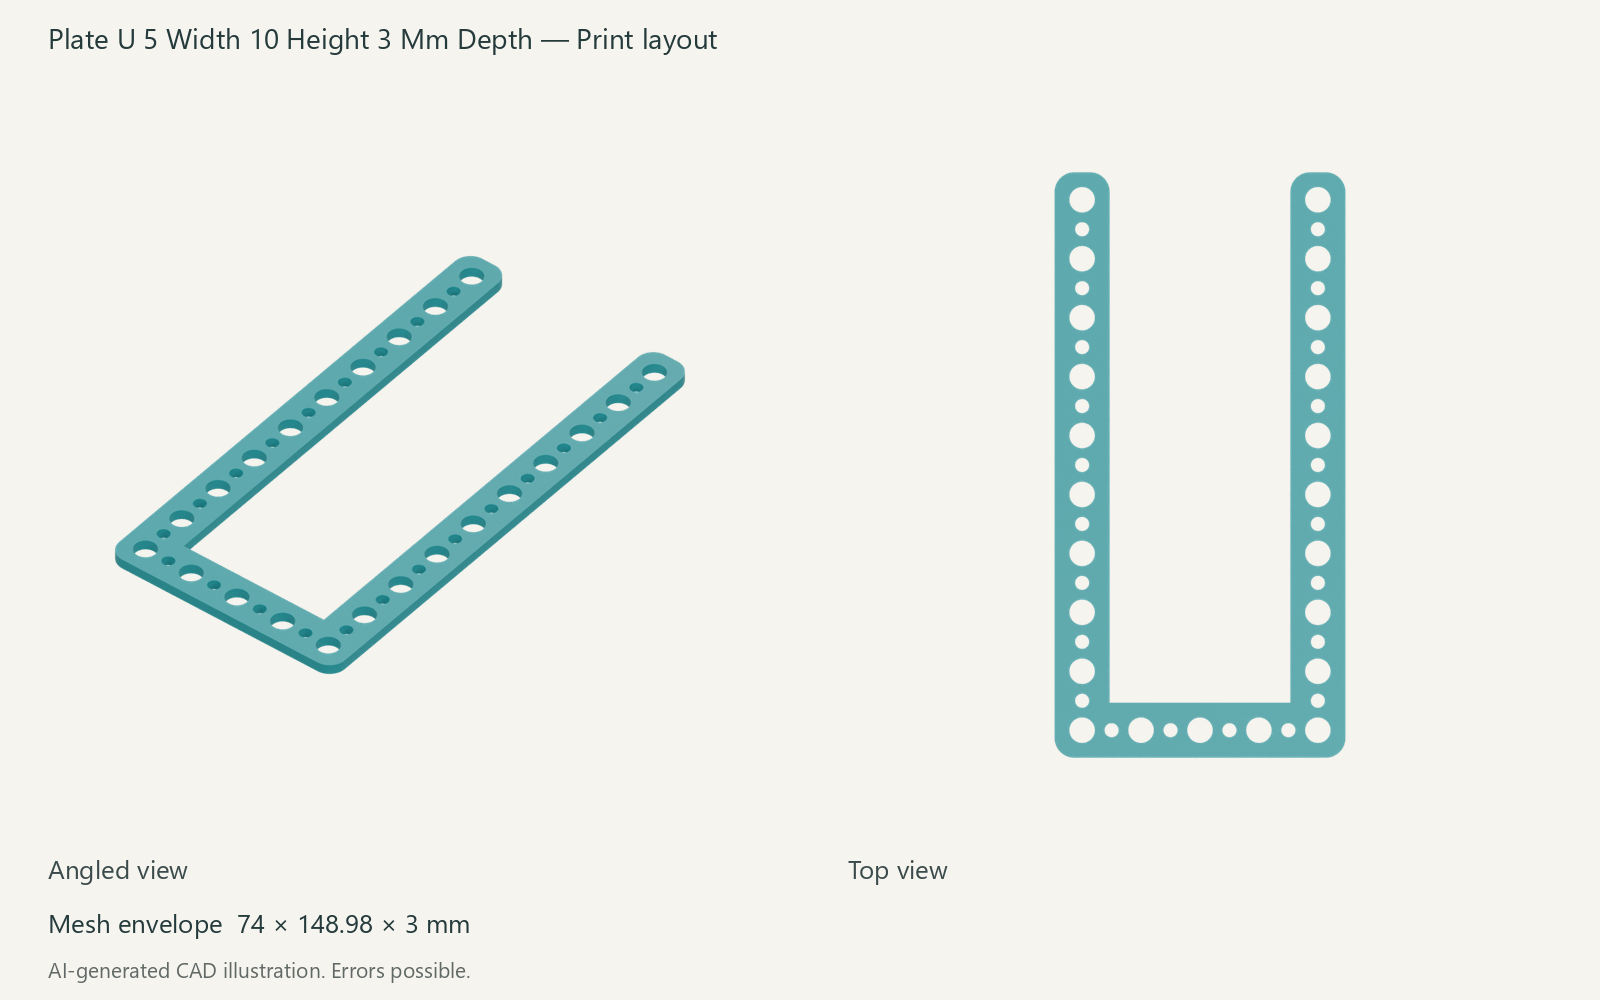 Plate U 5 Width 10 Height 3 Mm Depth — Print layout
Angled view
Top view
Mesh envelope  74 × 148.98 × 3 mm
AI-generated CAD illustration. Errors possible.